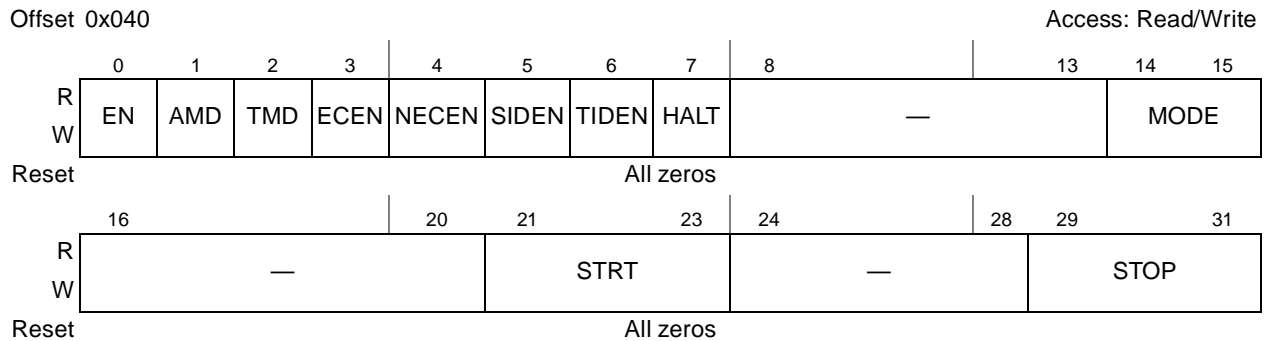 Offset 0x040 Access: Read/Write
0 1 2 3 4 5 6 7 8 13 14 15
R
W
EN AMD TMD ECEN NECEN SIDEN TIDEN HALT — MODE
Reset All zeros
16 20 21 23 24 28 29 31
R
W
— STRT — STOP
Reset All zeros